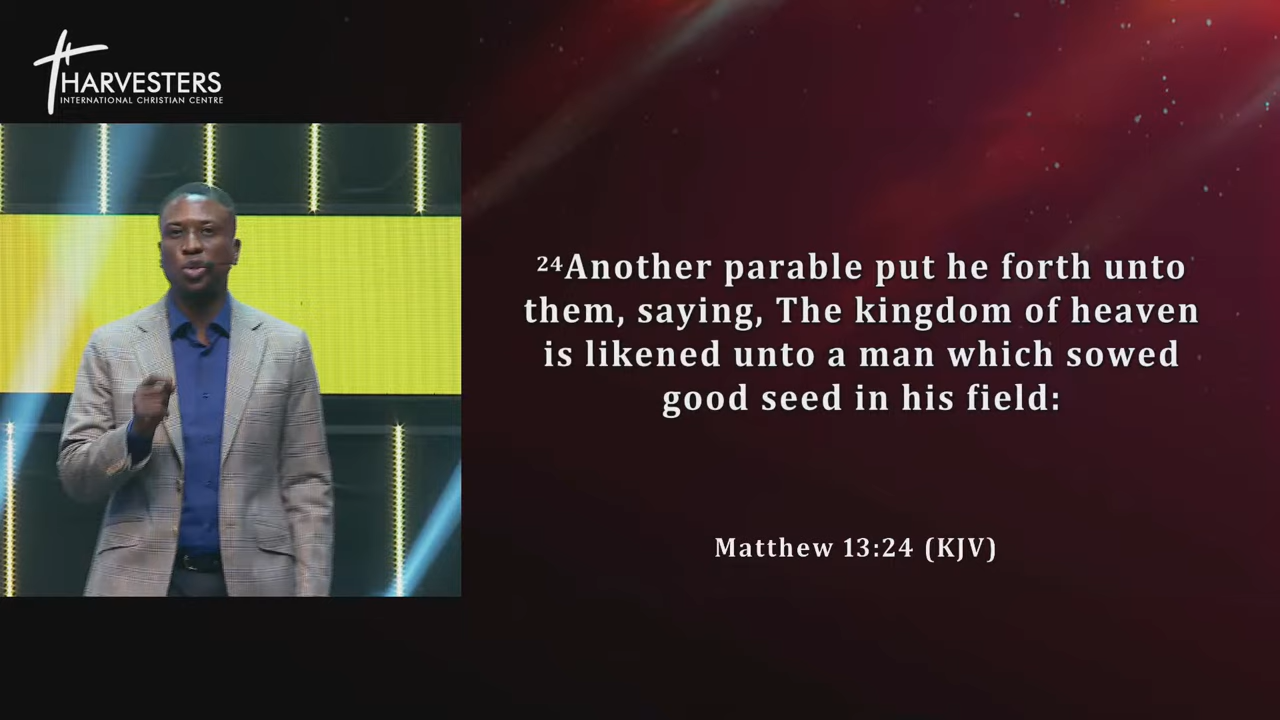 HARVESTERS
INTERNATIONAL CHRISTIAN CENTRE
24Another parable put he forth unto
them, saying, The kingdom of heaven
is likened unto a man which sowed
good seed in his field:
Matthew 13:24 (KJV)